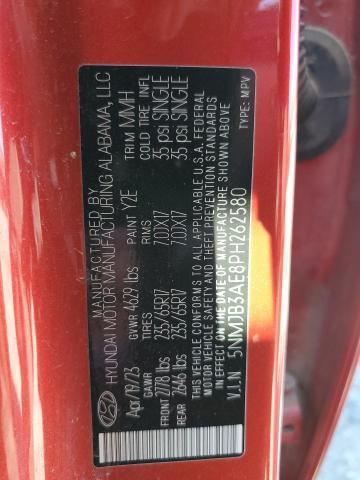 MANUFACTURED BY
HYUNDAI MOTOR MANUFACTURING ALABAMA, LLC
Apr/19/23 GVWR 4629 lbs PAINT Y2E TRIM MMH
GAWR TIRES RIMS COLD TIRE INFL
FRONT 2778 lbs 235/65R17 7.0JX17 35 psi SINGLE
REAR 2646 lbs 235/65R17 7.0JX17 35 psi SINGLE
THIS VEHICLE CONFORMS TO ALL APPLICABLE U.S.A. FEDERAL
MOTOR VEHICLE SAFETY, BUMPER, AND THEFT PREVENTION
STANDARDS IN EFFECT ON THE DATE OF MANUFACTURE SHOWN ABOVE
V.I.N 5NMJB3AE8PH262580 TYPE: MPV